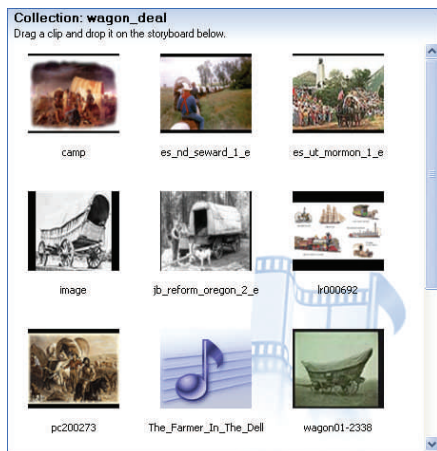 Collection: wagon_deal
Drag a clip and drop it on the storyboard below.
camp
es_nd_seward_1_e
es_ut_mormon_1_e
image
jb_reform_oregon_2_e
lr000692
pc200273
The_Farmer_In_The_Dell
wagon01-2338